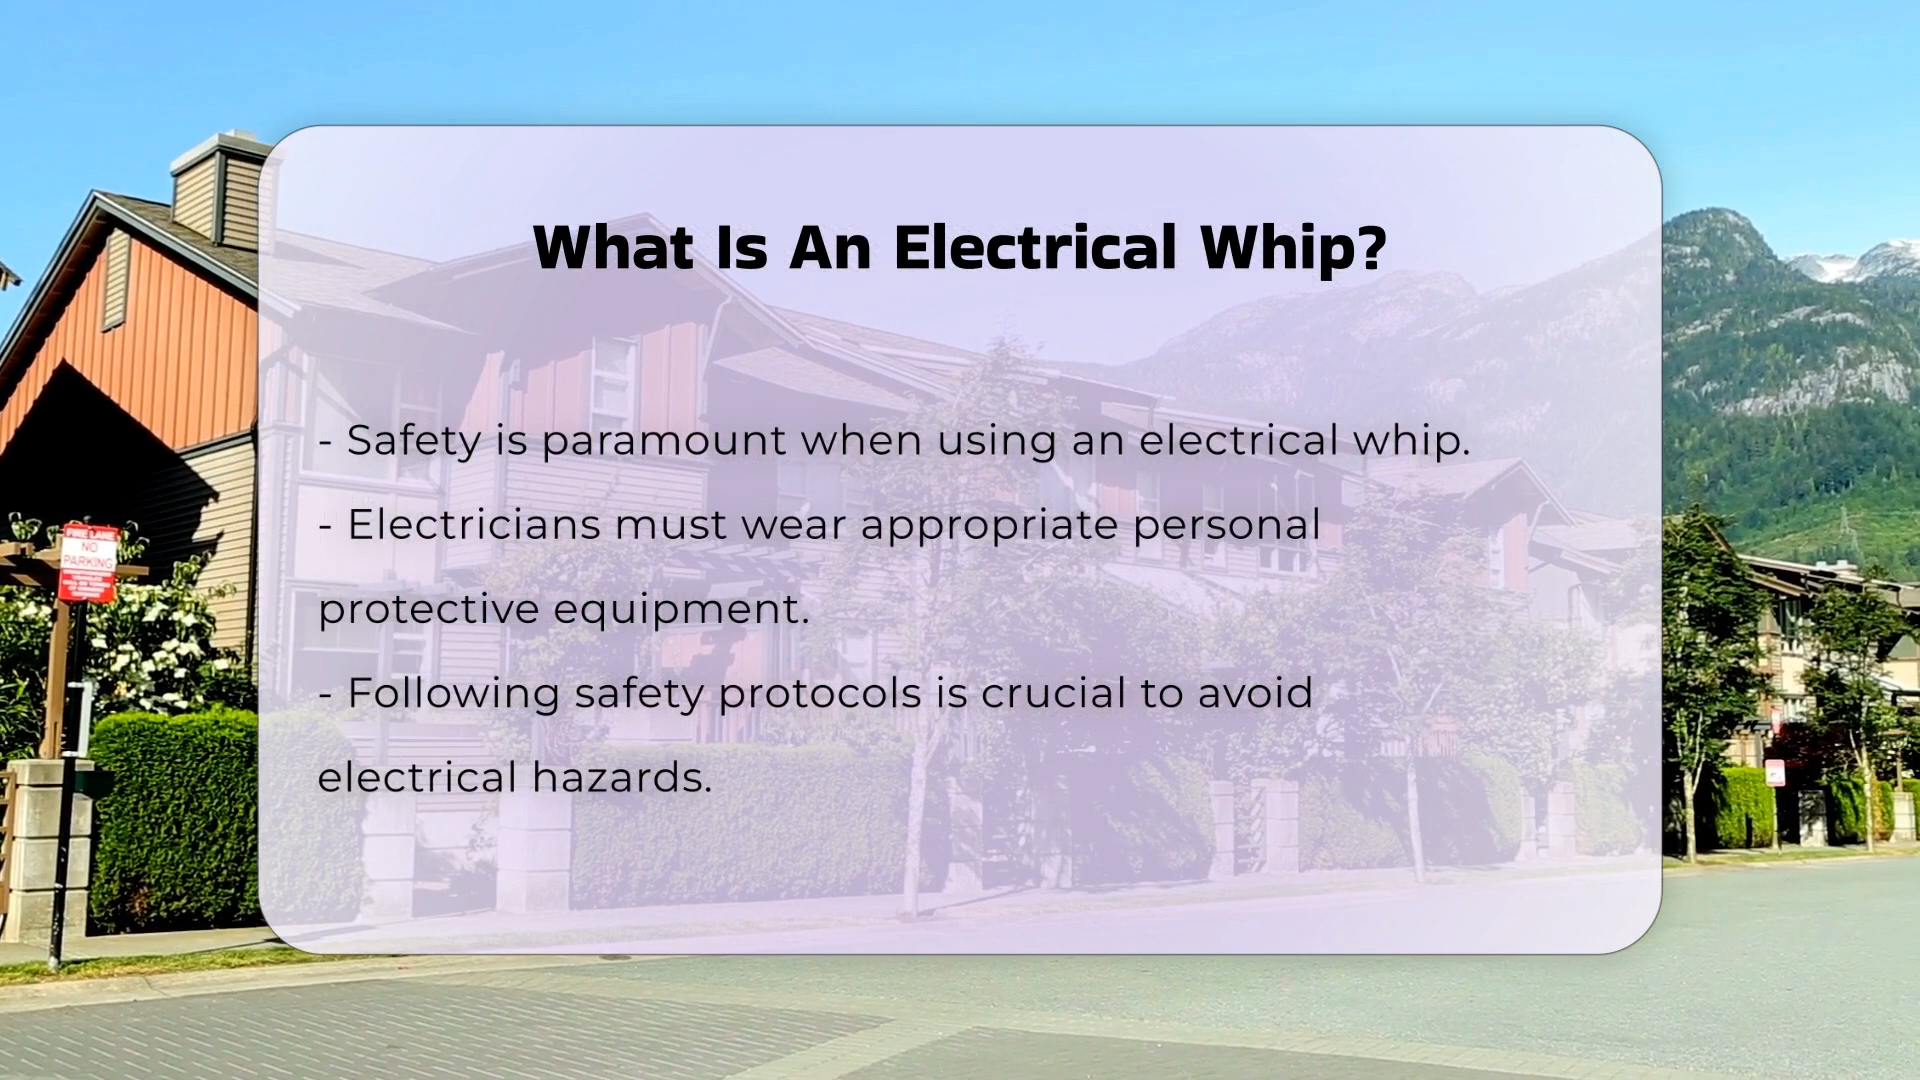 What Is An Electrical Whip?
- Safety is paramount when using an electrical whip.
- Electricians must wear appropriate personal
protective equipment.
- Following safety protocols is crucial to avoid
electrical hazards.
FIRE LANE
NO
PARKING